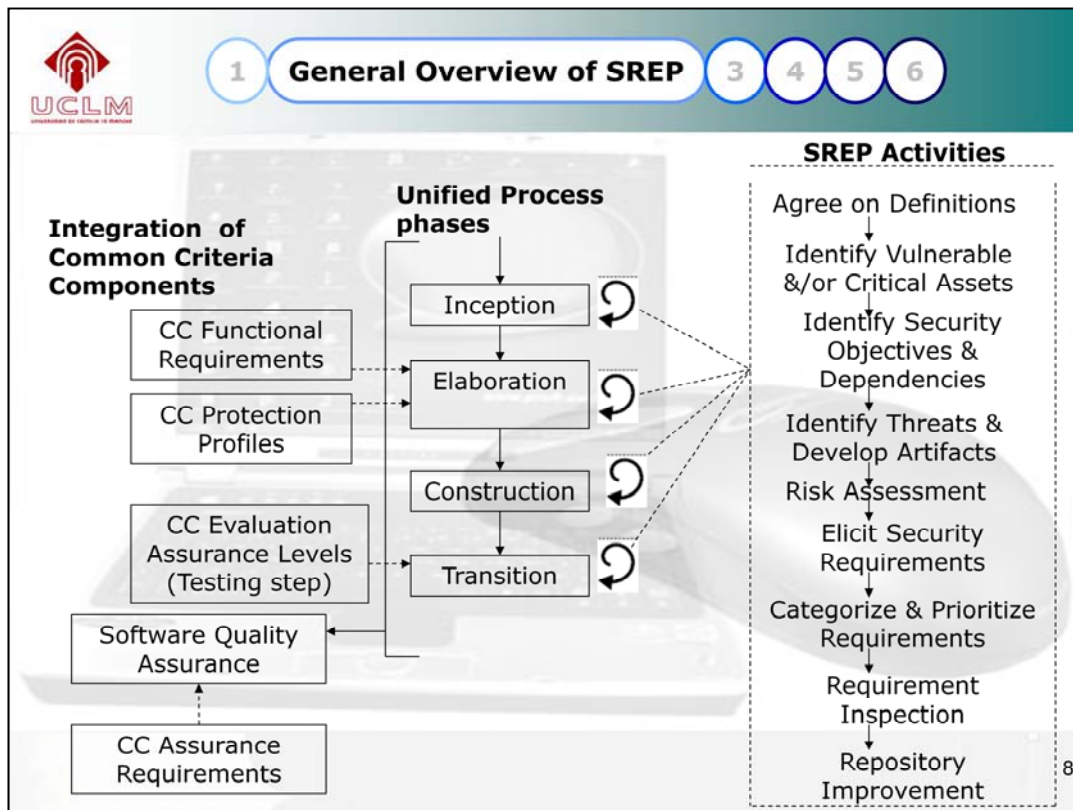 UCLM
1
General Overview of SREP
3
4
5
6
Integration of
Common Criteria
Components
CC Functional
Requirements
CC Protection
Profiles
CC Evaluation
Assurance Levels
(Testing step)
Software Quality
Assurance
CC Assurance
Requirements
Unified Process
phases
Inception
Elaboration
Construction
Transition
SREP Activities
Agree on Definitions
Identify Vulnerable
&/or Critical Assets
Identify Security
Objectives &
Dependencies
Identify Threats &
Develop Artifacts
Risk Assessment
Elicit Security
Requirements
Categorize & Prioritize
Requirements
Requirement
Inspection
Repository
Improvement
8